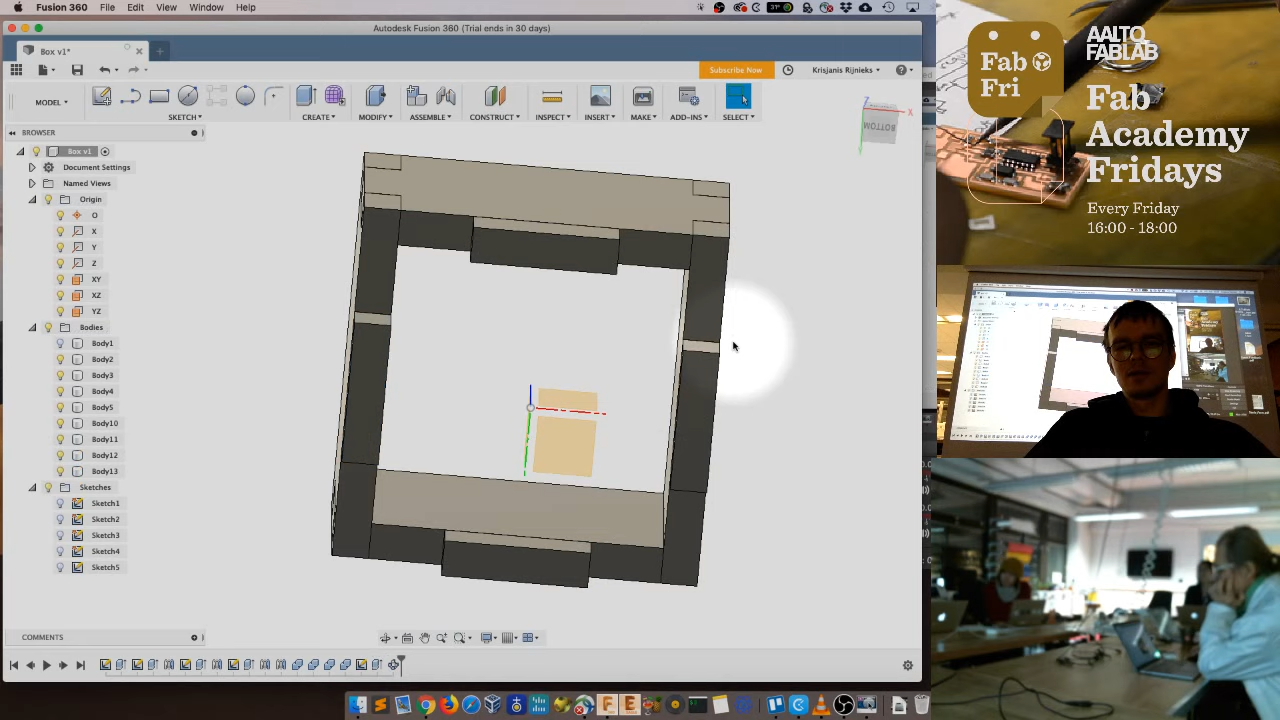 Fusion 360 File Edit Window Help
31°
Autodesk Fusion 360 (Trial ends in 30 days)
Box v1*
Subscribe Now
Krisjanis Rijnieks
MODEL
SKETCH
CREATE
MODIFY
ASSEMBLE
CONSTRUCT
INSPECT
INSERT
MAKE
ADD-INS
SELECT
Z
X
Y
BOTTOM
BROWSER
Box v1
Document Settings
Named Views
Origin
O
X
Y
Z
XY
XZ
YZ
Bodies
Body1
Body2
Body3
Body4
Body5
Body10
Body11
Body12
Body13
Sketches
Sketch1
Sketch2
Sketch3
Sketch4
Sketch5
COMMENTS
Fab
Fri
AALTO
FABLAB
Fab
Academy
Fridays
Every Friday
16:00 - 18:00